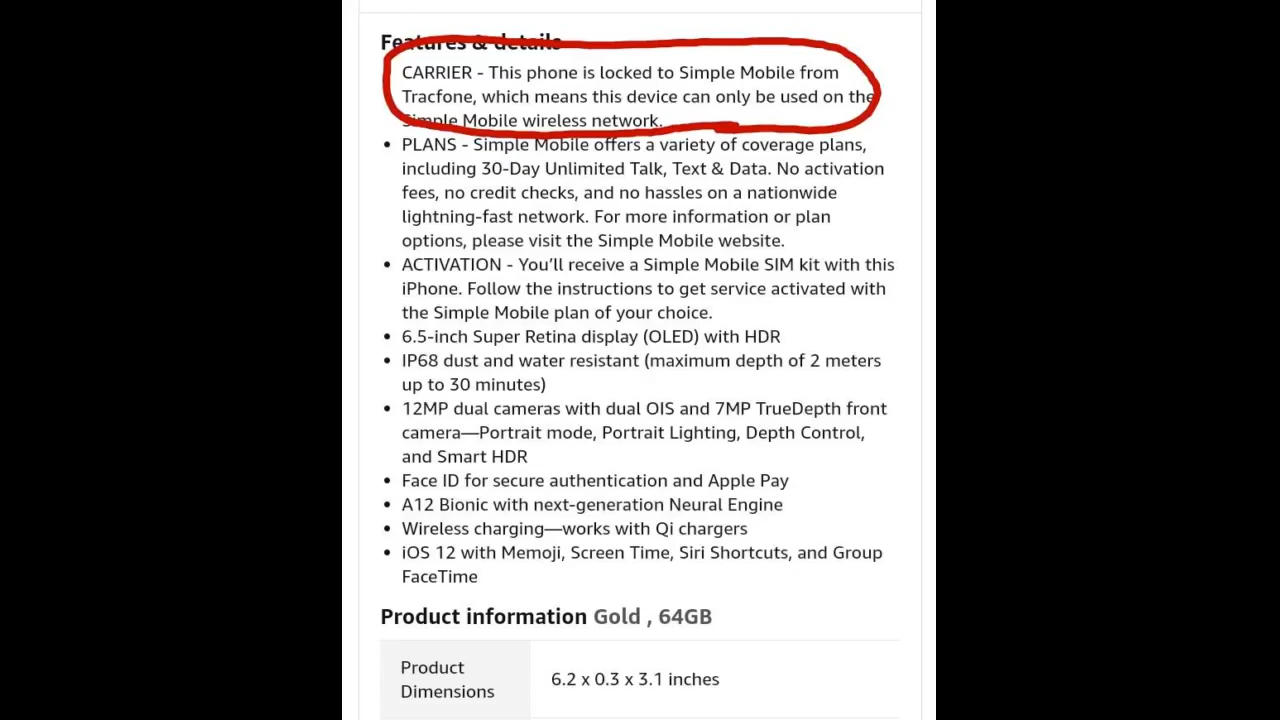 Features & details
CARRIER - This phone is locked to Simple Mobile from
Tracfone, which means this device can only be used on the
Simple Mobile wireless network.
• PLANS - Simple Mobile offers a variety of coverage plans,
including 30-Day Unlimited Talk, Text & Data. No activation
fees, no credit checks, and no hassles on a nationwide
lightning-fast network. For more information or plan
options, please visit the Simple Mobile website.
• ACTIVATION - You’ll receive a Simple Mobile SIM kit with this
iPhone. Follow the instructions to get service activated with
the Simple Mobile plan of your choice.
• 6.5-inch Super Retina display (OLED) with HDR
• IP68 dust and water resistant (maximum depth of 2 meters
up to 30 minutes)
• 12MP dual cameras with dual OIS and 7MP TrueDepth front
camera—Portrait mode, Portrait Lighting, Depth Control,
and Smart HDR
• Face ID for secure authentication and Apple Pay
• A12 Bionic with next-generation Neural Engine
• Wireless charging—works with Qi chargers
• iOS 12 with Memoji, Screen Time, Siri Shortcuts, and Group
FaceTime
Product information Gold , 64GB
Product
Dimensions
6.2 x 0.3 x 3.1 inches